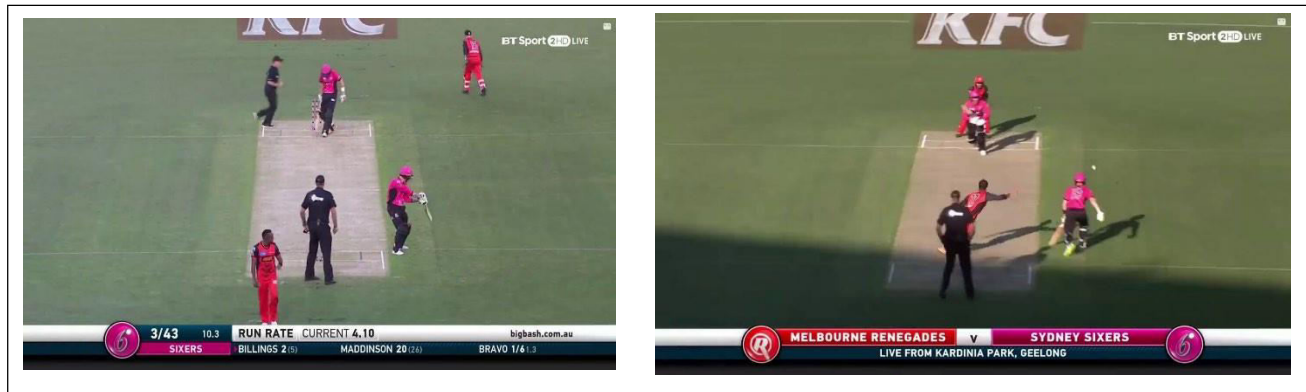 KFC
BT Sport 2HD LIVE
3/43 10.3 RUN RATE CURRENT 4.10 bigbash.com.au
6 SIXERS BILLINGS 2 (5) MADDINSON 20 (26) BRAVO 1/6 1.3
KFC
BT Sport 2HD LIVE
R MELBOURNE RENEGADES V SYDNEY SIXERS 6
LIVE FROM KARDINIA PARK, GEELONG